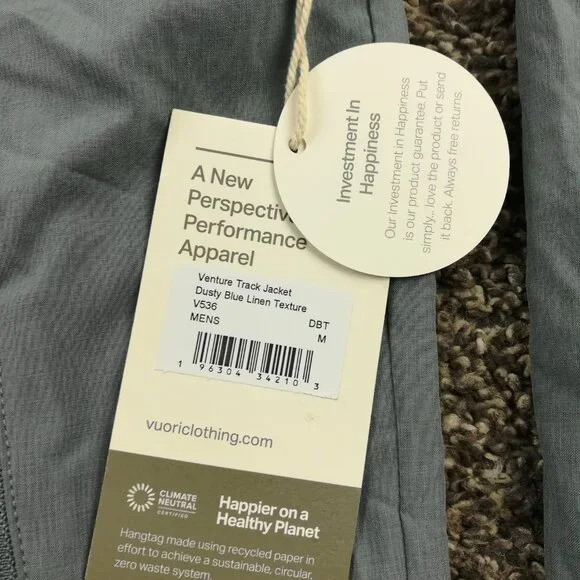 Investment In
Happiness
Our Investment in Happiness
is our product guarantee. Put
simply... love the product or send
it back. Always free returns.
A New
Perspectiv
Performance
Apparel
Venture Track Jacket
Dusty Blue Linen Texture
V536 DBT
MENS M
1 96304 34210 3
vuoriclothing.com
CLIMATE
NEUTRAL
CERTIFIED
Happier on a
Healthy Planet
Hangtag made using recycled paper in
effort to achieve a sustainable, circular,
zero waste system.